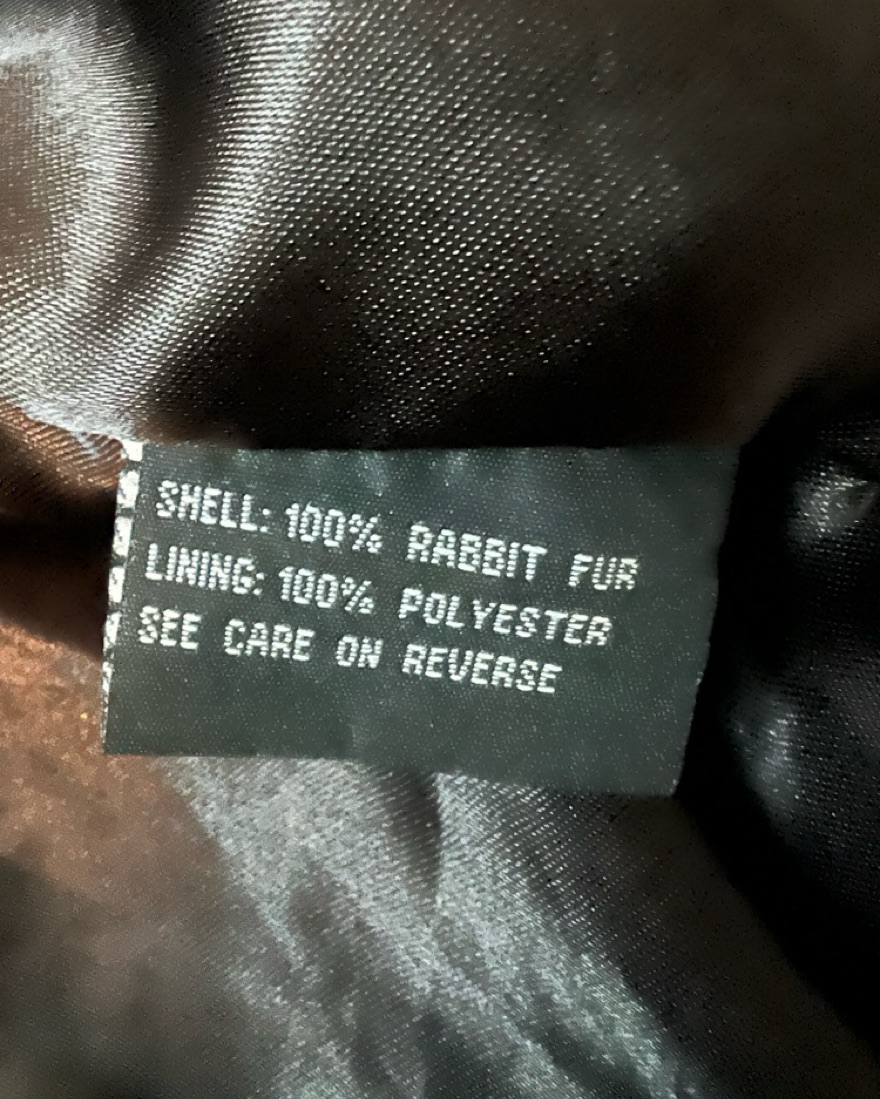 SHELL: 100% RABBIT FUR
LINING: 100% POLYESTER
SEE CARE ON REVERSE